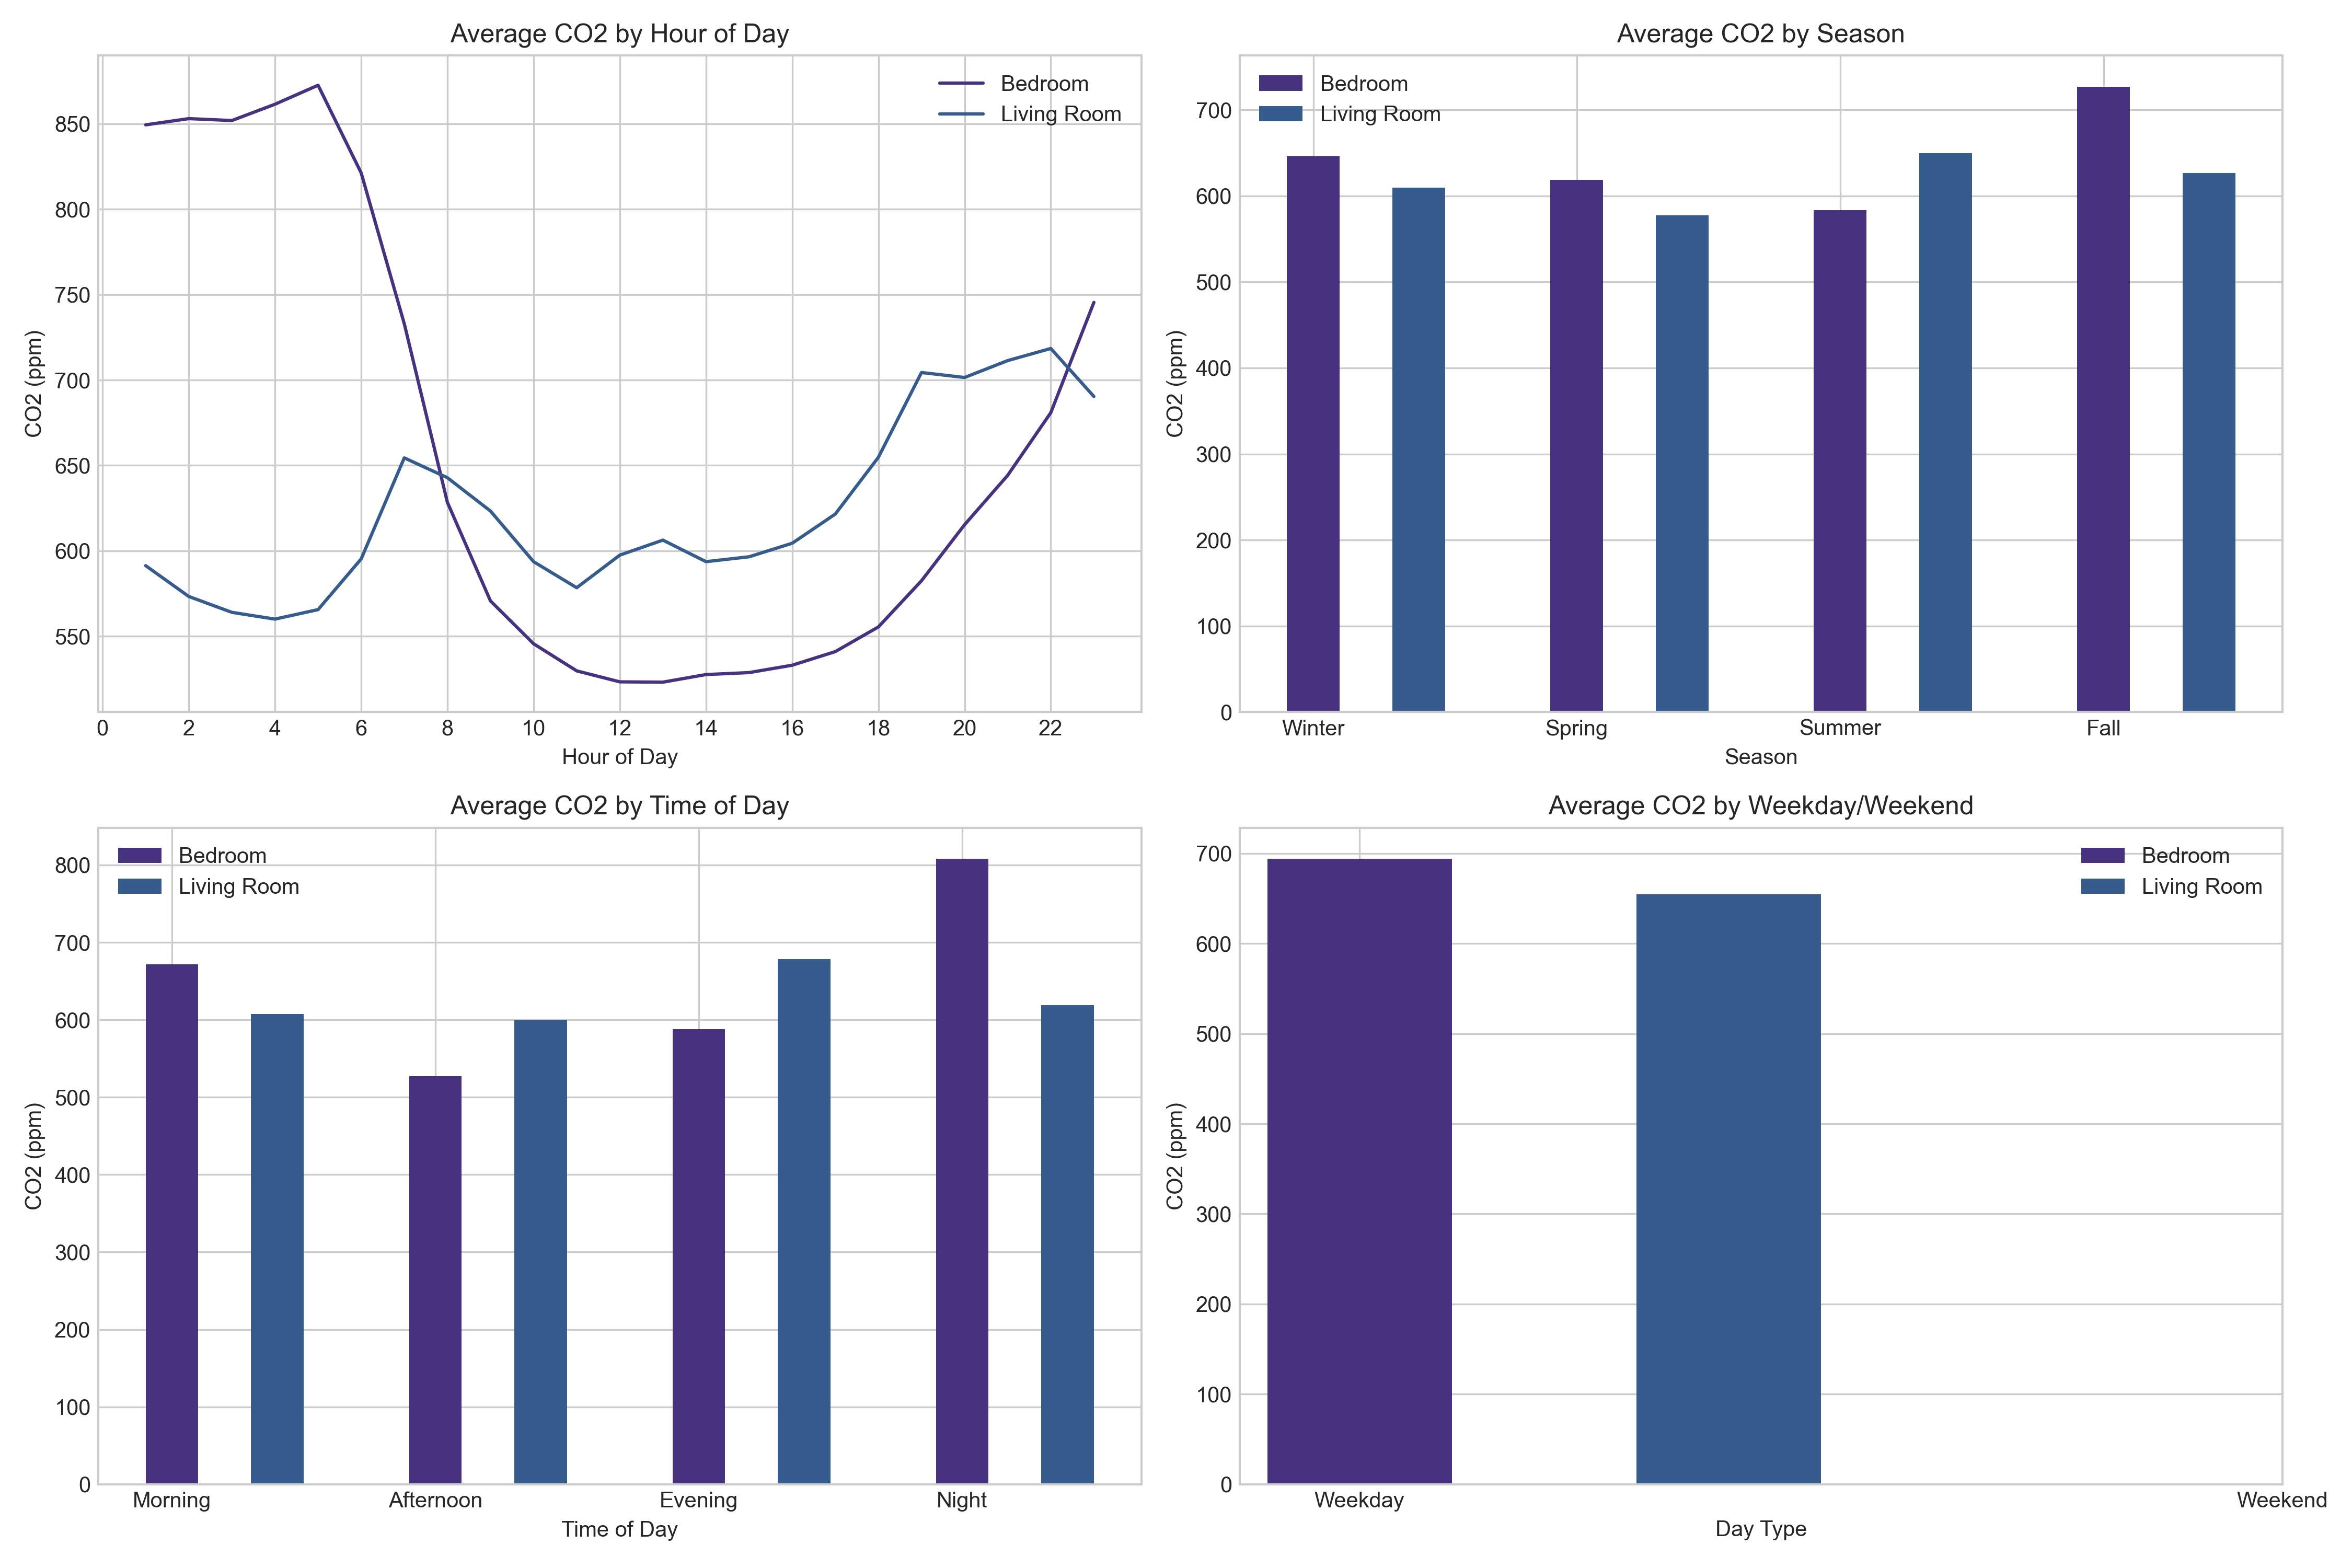 Average CO2 by Hour of Day
Bedroom
Living Room
850
800
750
700
650
600
550
CO2 (ppm)
0 2 4 6 8 10 12 14 16 18 20 22
Hour of Day
Average CO2 by Season
Bedroom
Living Room
700
600
500
400
300
200
100
0
CO2 (ppm)
Winter Spring Summer Fall
Season
Average CO2 by Time of Day
Bedroom
Living Room
800
700
600
500
400
300
200
100
0
CO2 (ppm)
Morning Afternoon Evening Night
Time of Day
Average CO2 by Weekday/Weekend
Bedroom
Living Room
700
600
500
400
300
200
100
0
CO2 (ppm)
Weekday Weekend
Day Type